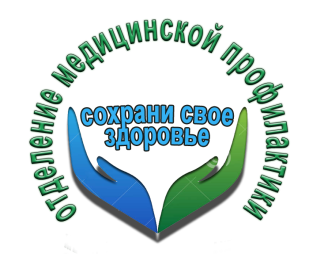 отделение медицинской профилактики
сохрани свое
здоровье